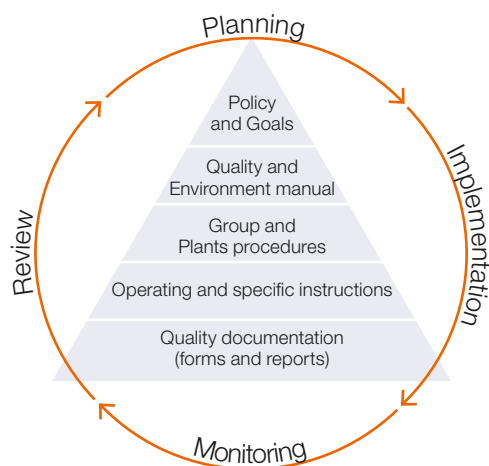 Planning
Policy
and Goals
Quality and
Environment manual
Group and
Plants procedures
Operating and specific instructions
Quality documentation
(forms and reports)
Implementation
Monitoring
Review